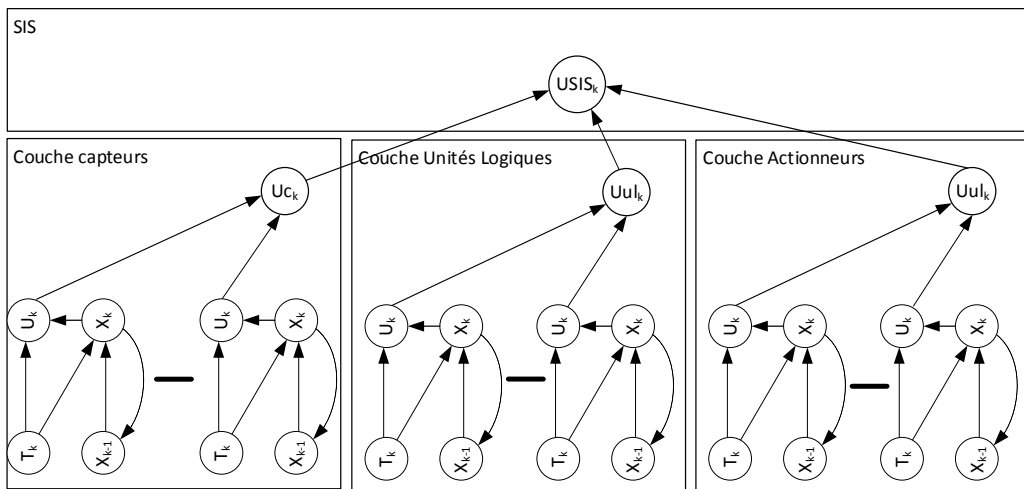 SIS
USISₖ
Couche capteurs
Couche Unités Logiques
Couche Actionneurs
Ucₖ
Uulₖ
Uulₖ
Uₖ
Xₖ
Uₖ
Xₖ
Uₖ
Xₖ
Uₖ
Xₖ
Uₖ
Xₖ
Uₖ
Xₖ
Tₖ
Xₖ₋₁
Tₖ
Xₖ₋₁
Tₖ
Xₖ₋₁
Tₖ
Xₖ₋₁
Tₖ
Xₖ₋₁
Tₖ
Xₖ₋₁